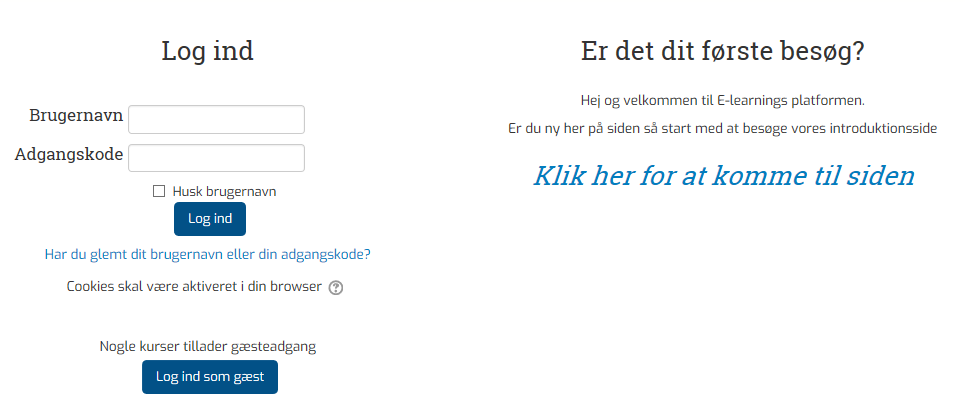 Log ind
Brugernavn
Adgangskode
Husk brugernavn
Log ind
Har du glemt dit brugernavn eller din adgangskode?
Cookies skal være aktiveret i din browser ?
Nogle kurser tillader gæsteadgang
Log ind som gæst
Er det dit første besøg?
Hej og velkommen til E-learnings platformen.
Er du ny her på siden så start med at besøge vores introduktionsside
Klik her for at komme til siden